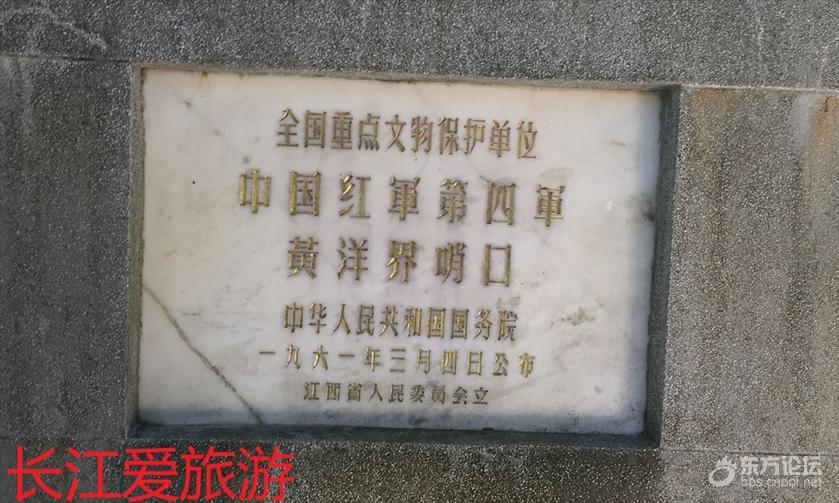 全国重点文物保护单位
中国红軍第四軍
黄洋界哨口
中华人民共和国国务院
一九六一年三月四日公布
江西省人民委员会立
长江爱旅游
东方论坛
bbs.cnool.net